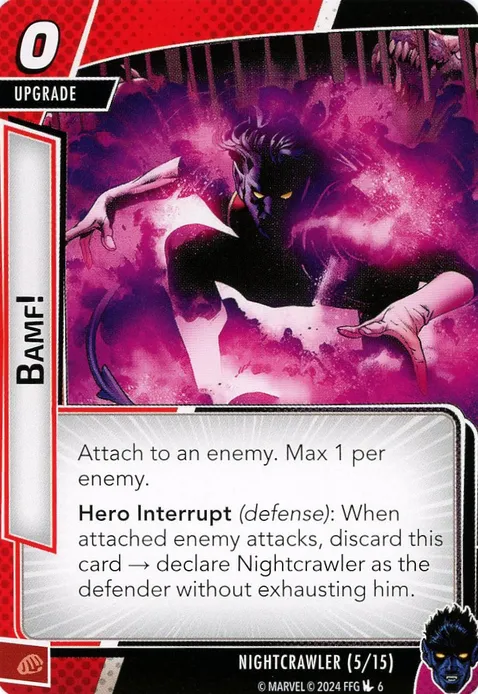 0
UPGRADE
BAMF!
Attach to an enemy. Max 1 per
enemy.
Hero Interrupt (defense): When
attached enemy attacks, discard this
card → declare Nightcrawler as the
defender without exhausting him.
NIGHTCRAWLER (5/15)
© MARVEL © 2024 FFG 6